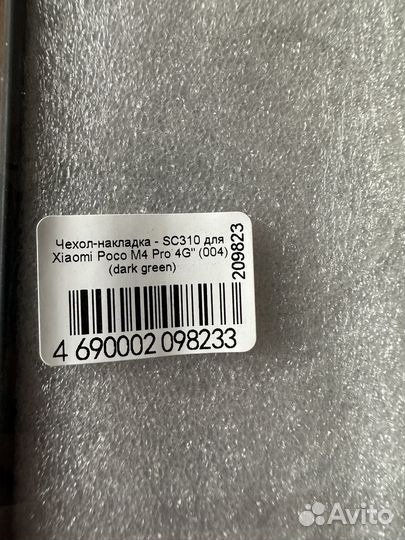 Чехол-накладка - SC310 для
Xiaomi Poco M4 Pro 4G" (004)
(dark green)
209823
4 690002 098233
Avito